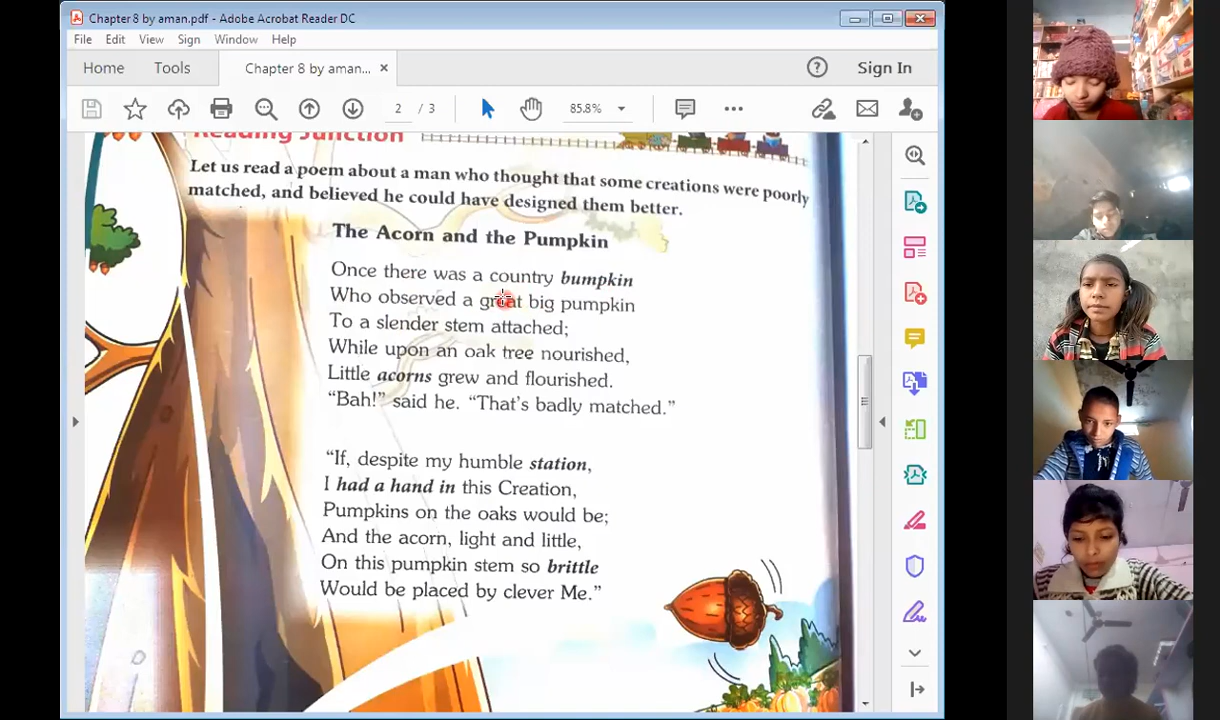 Chapter 8 by aman.pdf - Adobe Acrobat Reader DC
File Edit View Sign Window Help
Home Tools Chapter 8 by aman... × Sign In
2 / 3 85.8%
Reading Junction
Let us read a poem about a man who thought that some creations were poorly
matched, and believed he could have designed them better.
The Acorn and the Pumpkin
Once there was a country bumpkin
Who observed a great big pumpkin
To a slender stem attached;
While upon an oak tree nourished,
Little acorns grew and flourished.
“Bah!” said he. “That’s badly matched.”
“If, despite my humble station,
I had a hand in this Creation,
Pumpkins on the oaks would be;
And the acorn, light and little,
On this pumpkin stem so brittle
Would be placed by clever Me.”